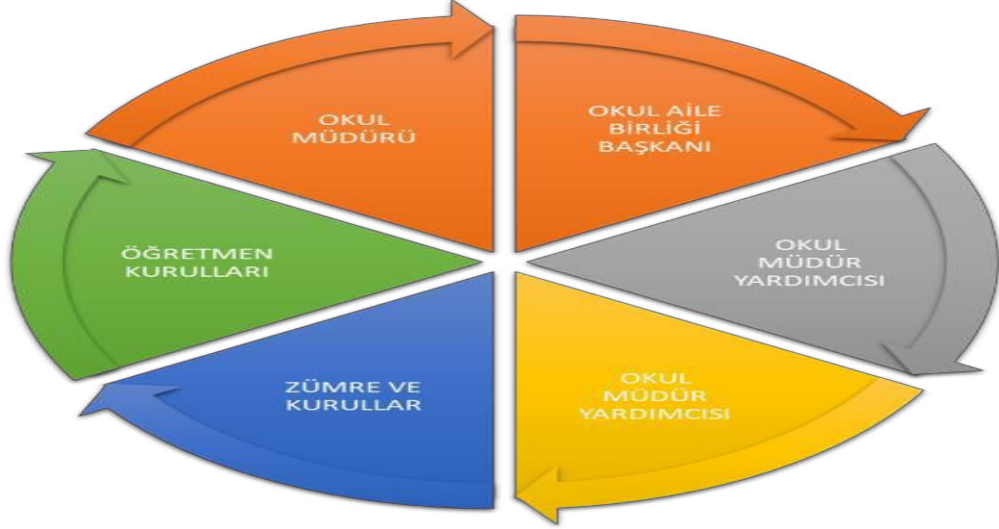 OKUL
MÜDÜRÜ
OKUL AİLE
BİRLİĞİ
BAŞKANI
OKUL
MÜDÜR
YARDIMCISI
OKUL
MÜDÜR
YARDIMCISI
ZÜMRE VE
KURULLAR
ÖĞRETMEN
KURULLARI